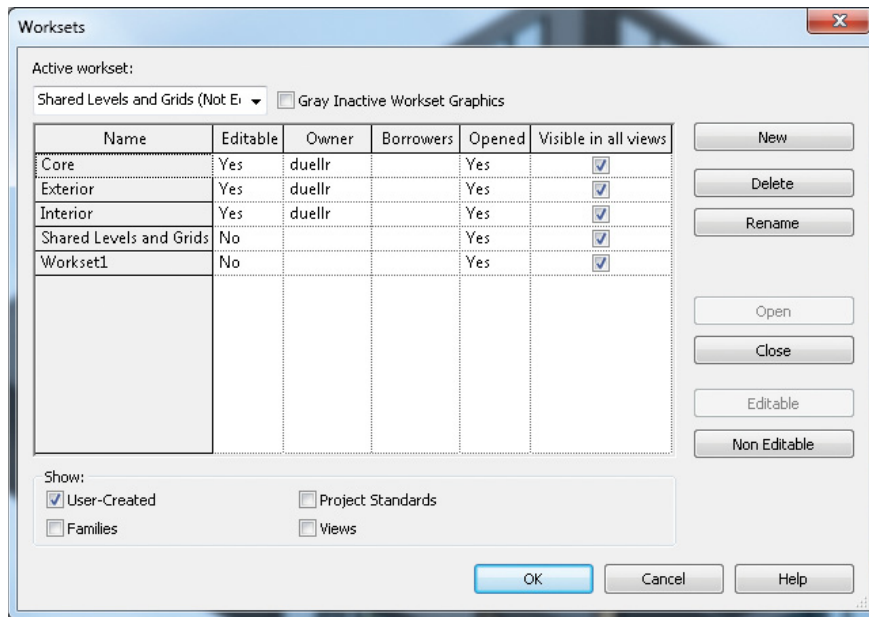 Worksets
Active workset:
Shared Levels and Grids (Not E Gray Inactive Workset Graphics
Name Editable Owner Borrowers Opened Visible in all views
Core Yes duellr Yes
Exterior Yes duellr Yes
Interior Yes duellr Yes
Shared Levels and Grids No Yes
Workset1 No Yes
New
Delete
Rename
Open
Close
Editable
Non Editable
Show:
User-Created Project Standards
Families Views
OK Cancel Help